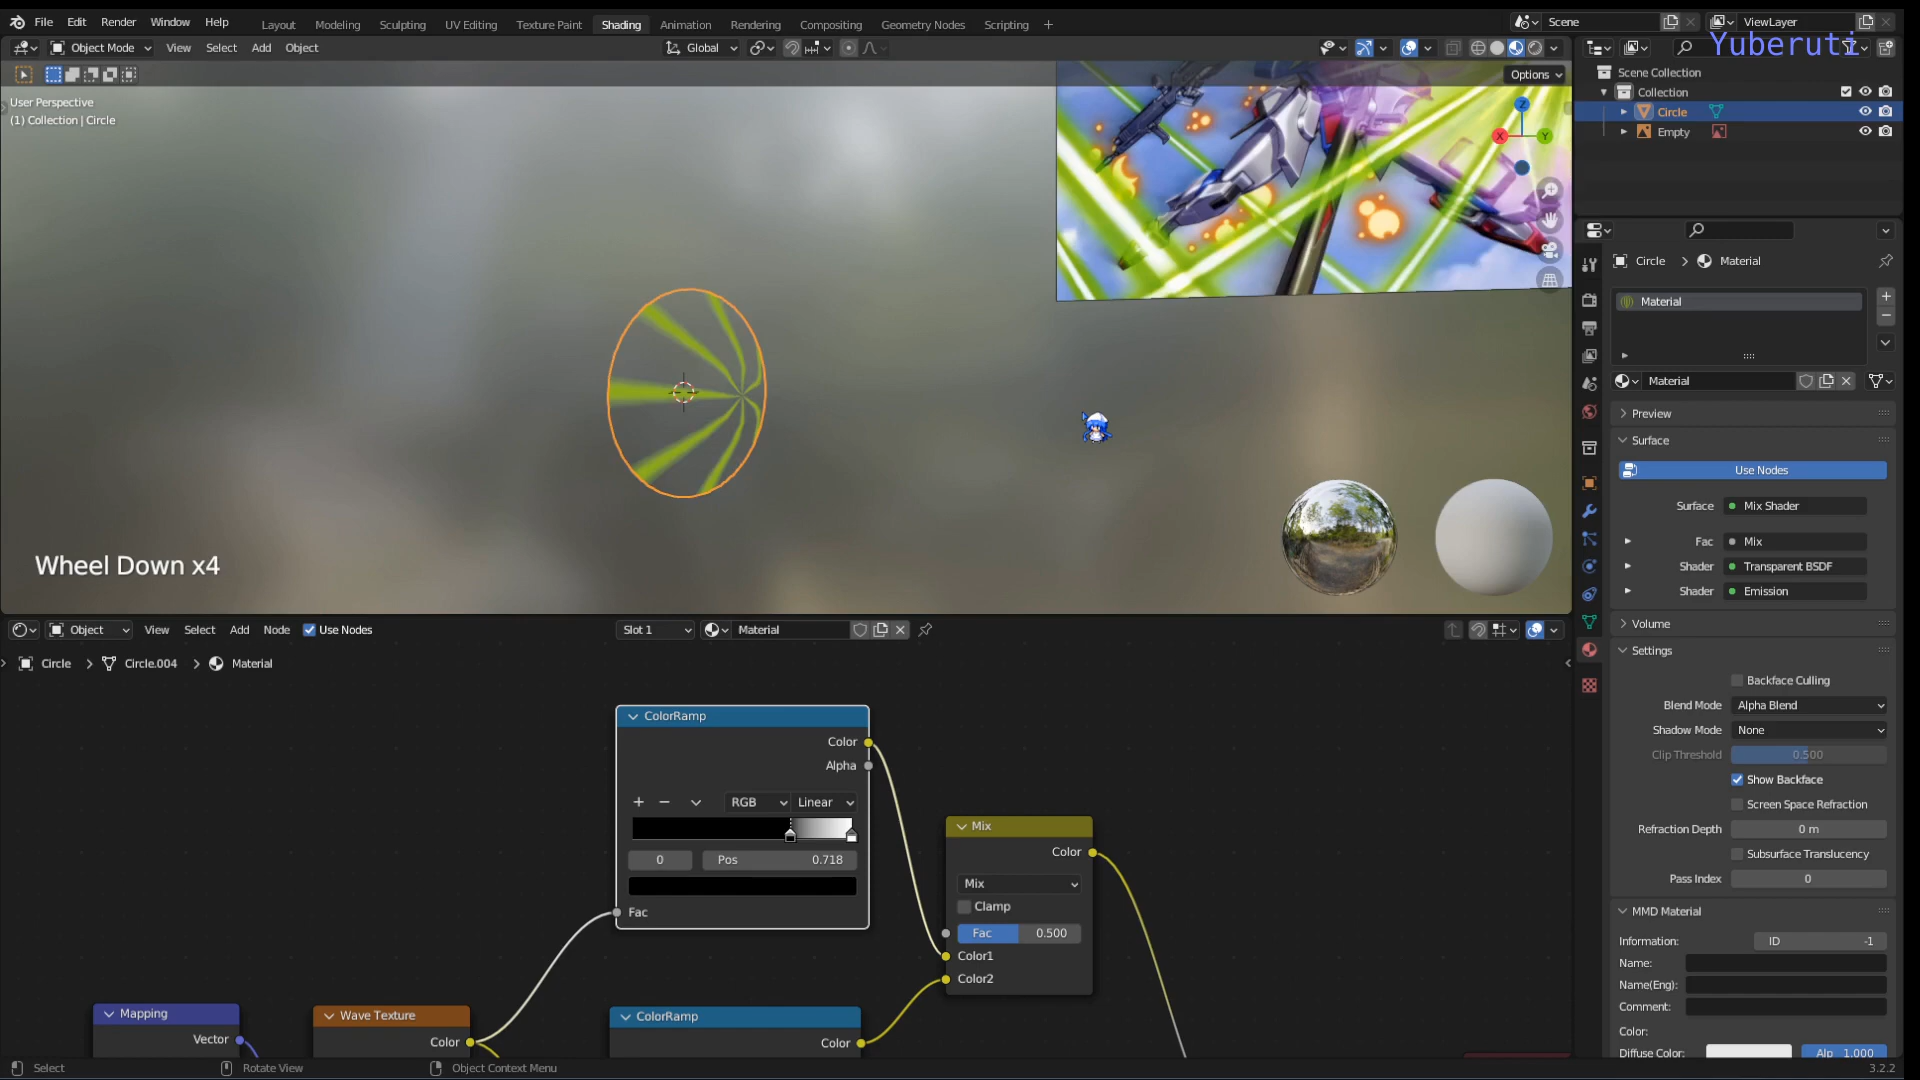 File Edit Render Window Help Layout Modeling Sculpting UV Editing Texture Paint Shading Animation Rendering Compositing Geometry Nodes Scripting + Scene ViewLayer
Object Mode View Select Add Object Global Yuberuti
Options
Scene Collection
Collection
Circle
Empty
User Perspective
(1) Collection | Circle
X Y Z
Wheel Down x4
Circle > Material
Material
Material
Preview
Surface
Use Nodes
Surface Mix Shader
Fac Mix
Shader Transparent BSDF
Shader Emission
Volume
Settings
Backface Culling
Blend Mode Alpha Blend
Shadow Mode None
Clip Threshold 0.500
Show Backface
Screen Space Refraction
Refraction Depth 0 m
Subsurface Translucency
Pass Index 0
MMD Material
Information: ID -1
Name:
Name(Eng):
Comment:
Color:
Diffuse Color: Alp 1.000
Object View Select Add Node Use Nodes Slot 1 Material
Circle > Circle.004 > Material
ColorRamp
Color
Alpha
+ − RGB Linear
0 Pos 0.718
Fac
Mix
Color
Mix
Clamp
Fac 0.500
Color1
Color2
Mapping
Vector
Wave Texture
Color
ColorRamp
Color
Select Rotate View Object Context Menu 3.2.2